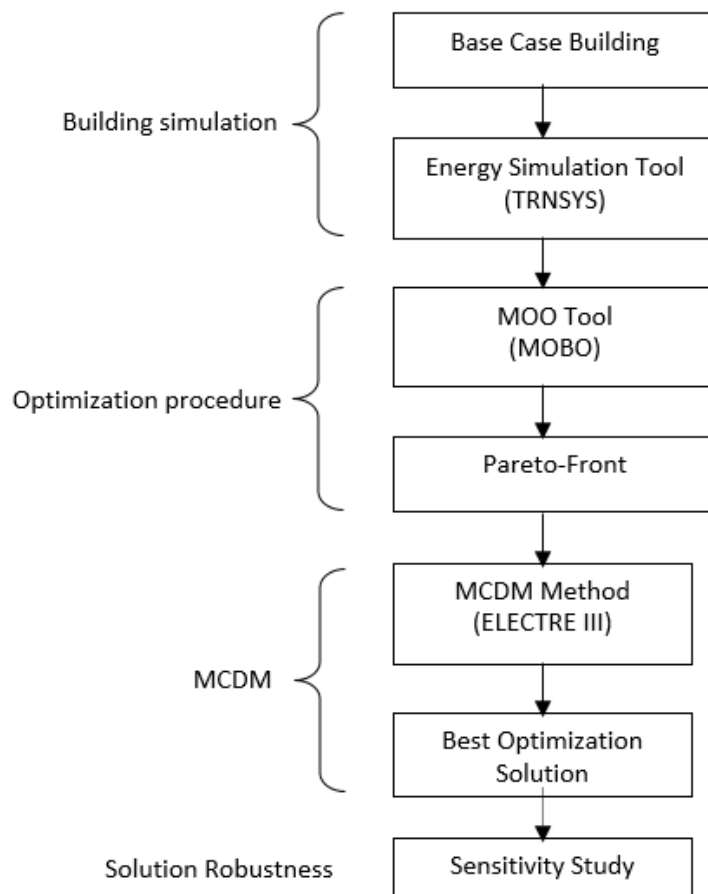 Base Case Building
Building simulation
Energy Simulation Tool
(TRNSYS)
MOO Tool
(MOBO)
Optimization procedure
Pareto-Front
MCDM Method
(ELECTRE III)
MCDM
Best Optimization
Solution
Solution Robustness
Sensitivity Study